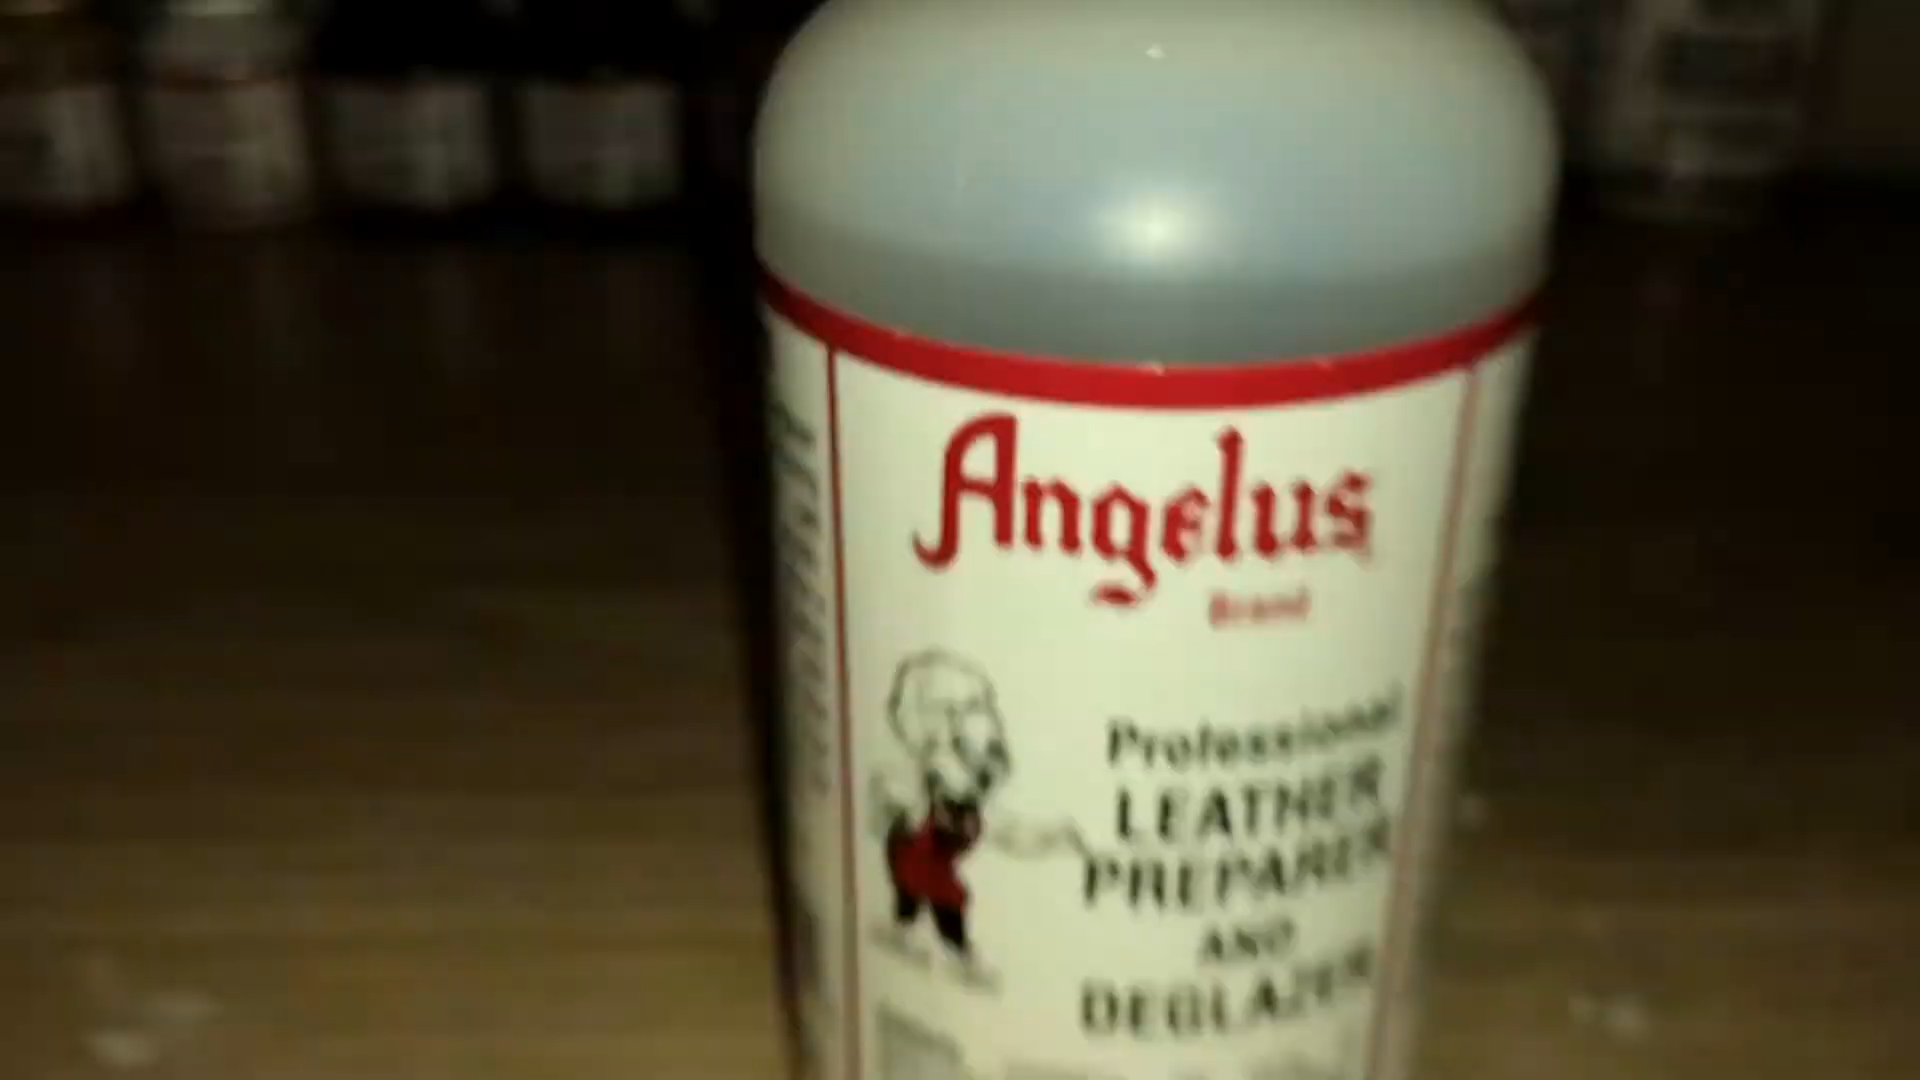 Angelus
Brand
Professional
LEATHER
PREPARER
AND
DEGLAZER